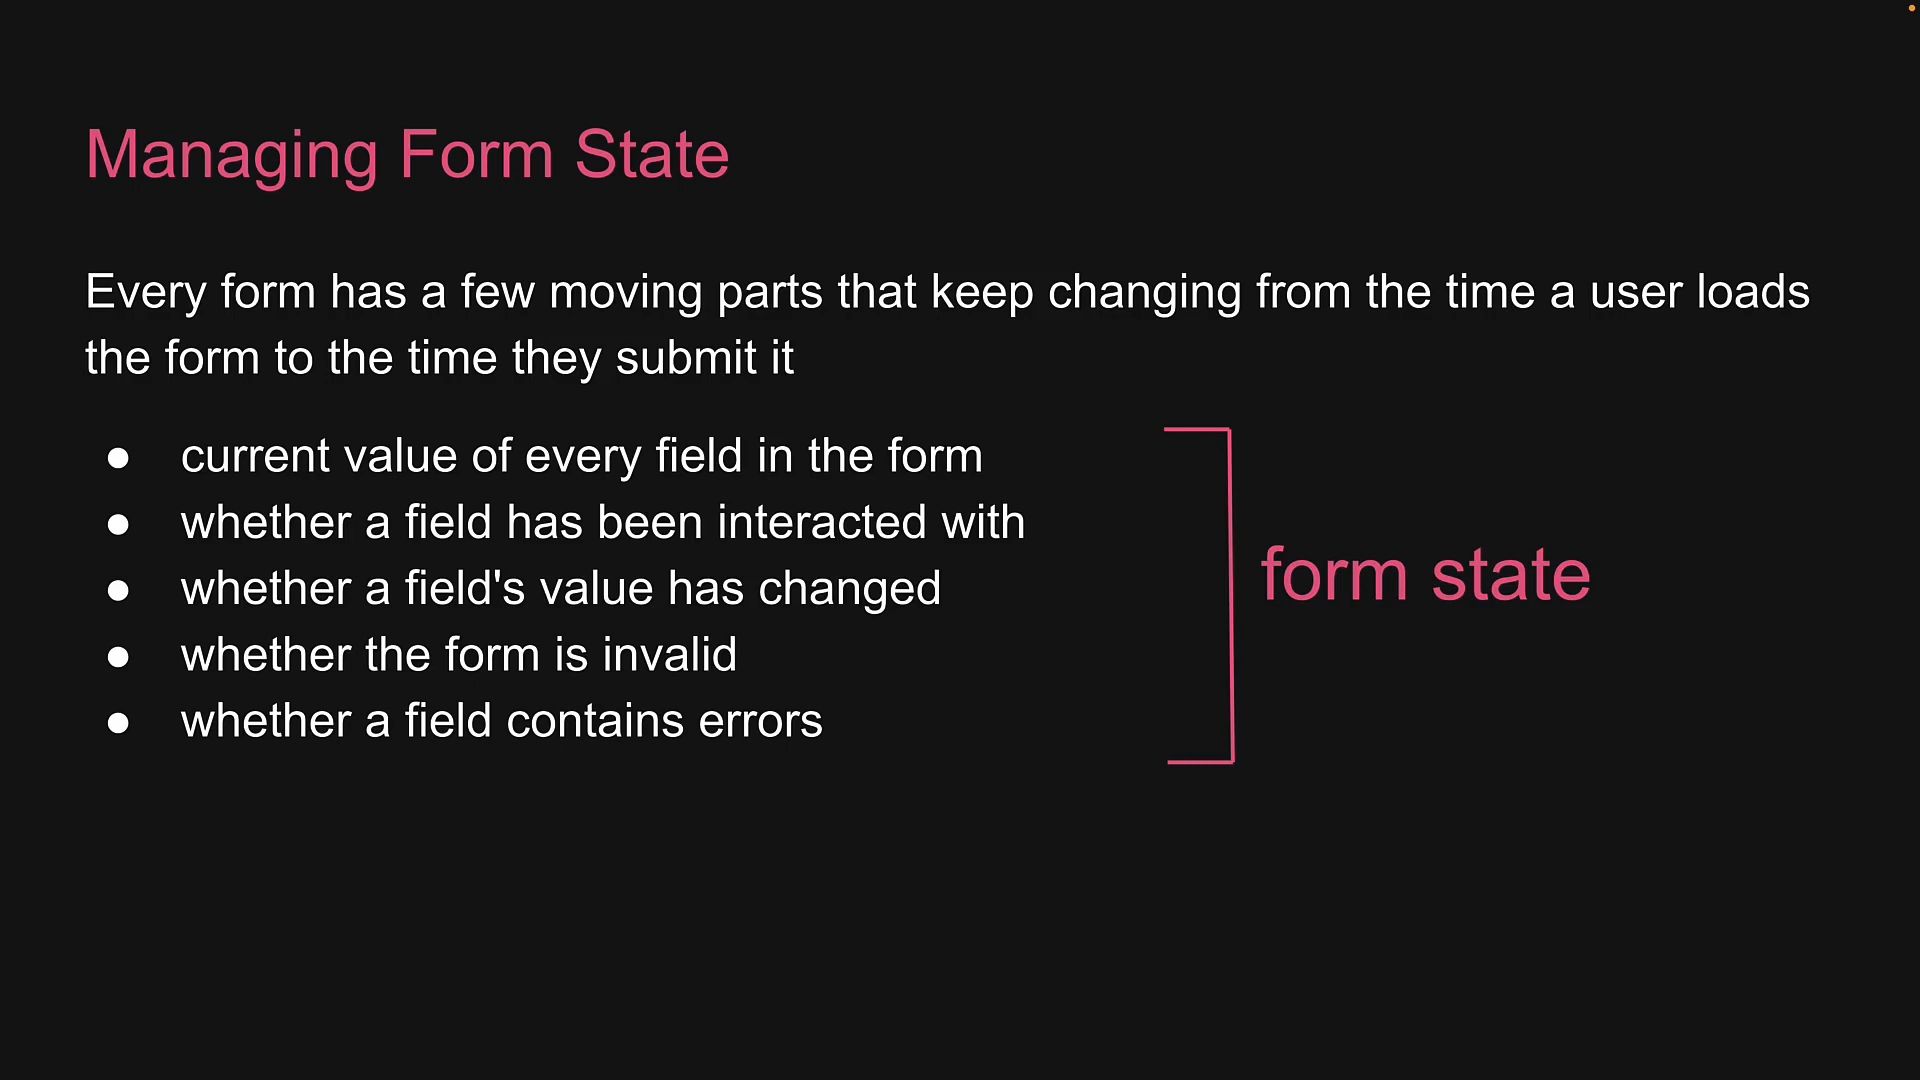 Managing Form State
Every form has a few moving parts that keep changing from the time a user loads
the form to the time they submit it
● current value of every field in the form
● whether a field has been interacted with
● whether a field's value has changed
● whether the form is invalid
● whether a field contains errors
form state